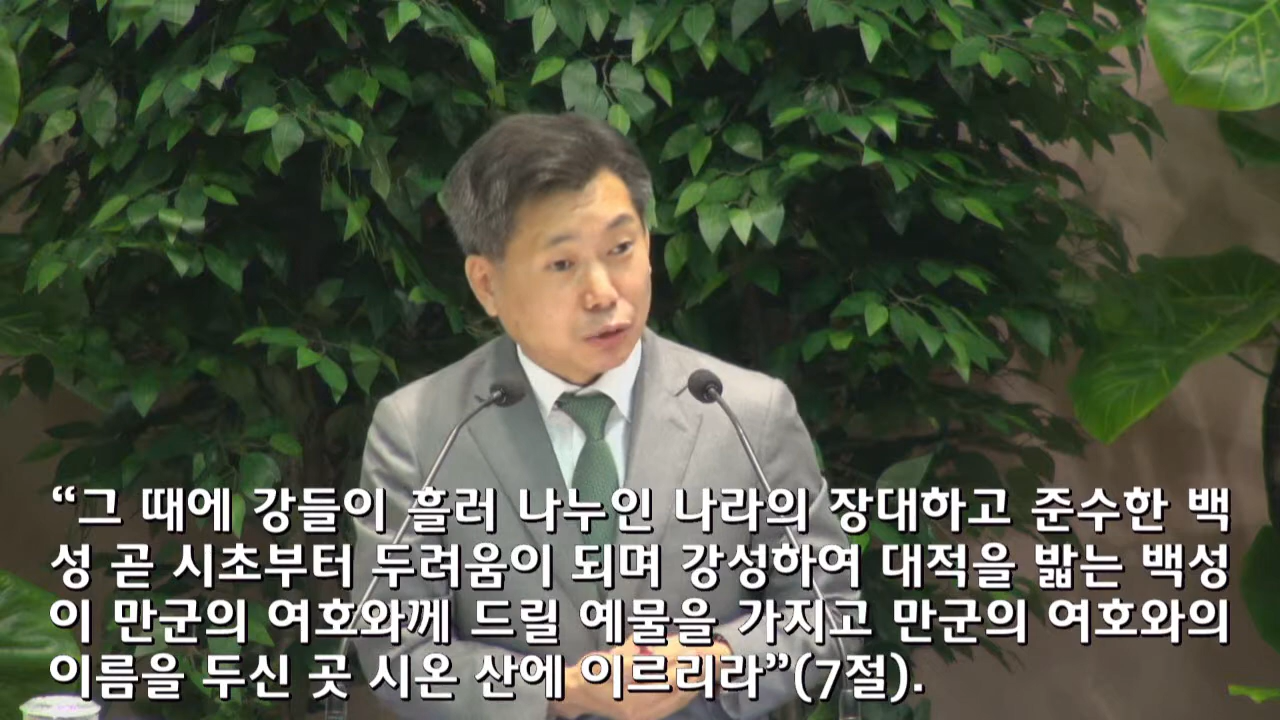 “그 때에 강들이 흘러 나누인 나라의 장대하고 준수한 백
성 곧 시초부터 두려움이 되며 강성하여 대적을 밟는 백성
이 만군의 여호와께 드릴 예물을 가지고 만군의 여호와의
이름을 두신 곳 시온 산에 이르리라”(7절).